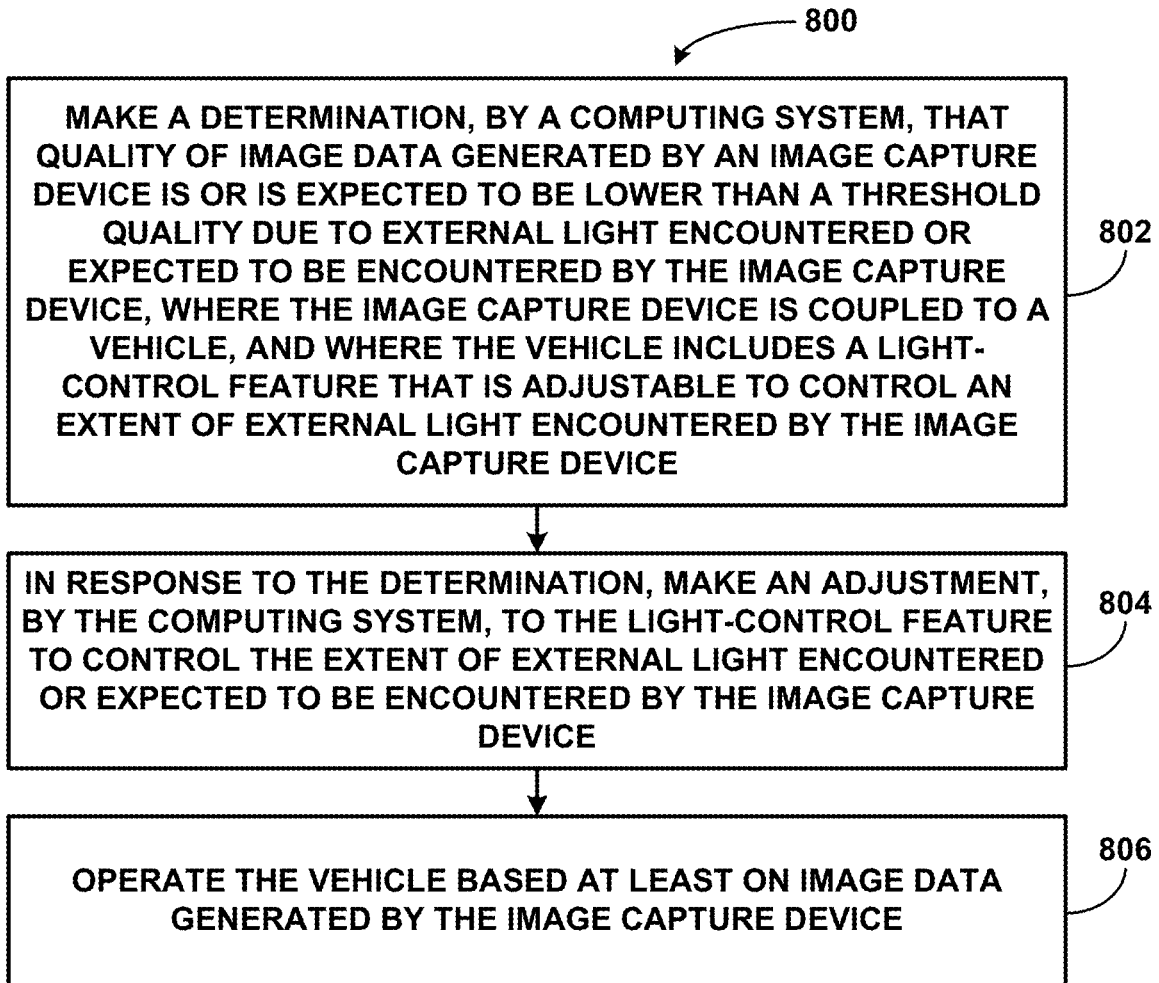 800
MAKE A DETERMINATION, BY A COMPUTING SYSTEM, THAT
QUALITY OF IMAGE DATA GENERATED BY AN IMAGE CAPTURE
DEVICE IS OR IS EXPECTED TO BE LOWER THAN A THRESHOLD
QUALITY DUE TO EXTERNAL LIGHT ENCOUNTERED OR
EXPECTED TO BE ENCOUNTERED BY THE IMAGE CAPTURE
DEVICE, WHERE THE IMAGE CAPTURE DEVICE IS COUPLED TO A
VEHICLE, AND WHERE THE VEHICLE INCLUDES A LIGHT-
CONTROL FEATURE THAT IS ADJUSTABLE TO CONTROL AN
EXTENT OF EXTERNAL LIGHT ENCOUNTERED BY THE IMAGE
CAPTURE DEVICE
802
IN RESPONSE TO THE DETERMINATION, MAKE AN ADJUSTMENT,
BY THE COMPUTING SYSTEM, TO THE LIGHT-CONTROL FEATURE
TO CONTROL THE EXTENT OF EXTERNAL LIGHT ENCOUNTERED
OR EXPECTED TO BE ENCOUNTERED BY THE IMAGE CAPTURE
DEVICE
804
OPERATE THE VEHICLE BASED AT LEAST ON IMAGE DATA
GENERATED BY THE IMAGE CAPTURE DEVICE
806